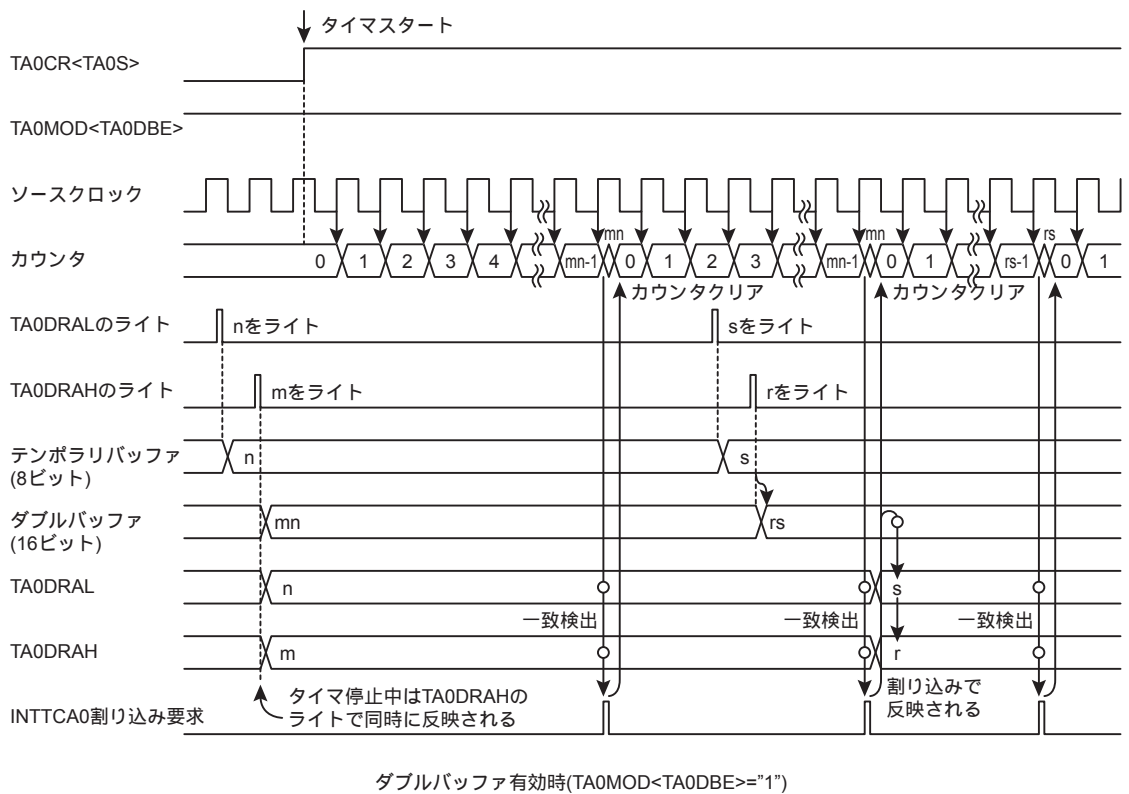 タイマスタート
TA0CR<TA0S>
TA0MOD<TA0DBE>
ソースクロック
カウンタ 0 1 2 3 4 mn-1 mn 0 1 2 3 mn-1 mn 0 1 rs-1 rs 0 1
カウンタクリア カウンタクリア
TA0DRALのライト nをライト sをライト
TA0DRAHのライト mをライト rをライト
テンポラリバッファ n s
(8ビット)
ダブルバッファ mn rs
(16ビット)
TA0DRAL n s
一致検出 一致検出 一致検出
TA0DRAH m r
タイマ停止中はTA0DRAHの 割り込みで
INTTCA0割り込み要求 ライトで同時に反映される 反映される
ダブルバッファ有効時(TA0MOD<TA0DBE>=”1”)